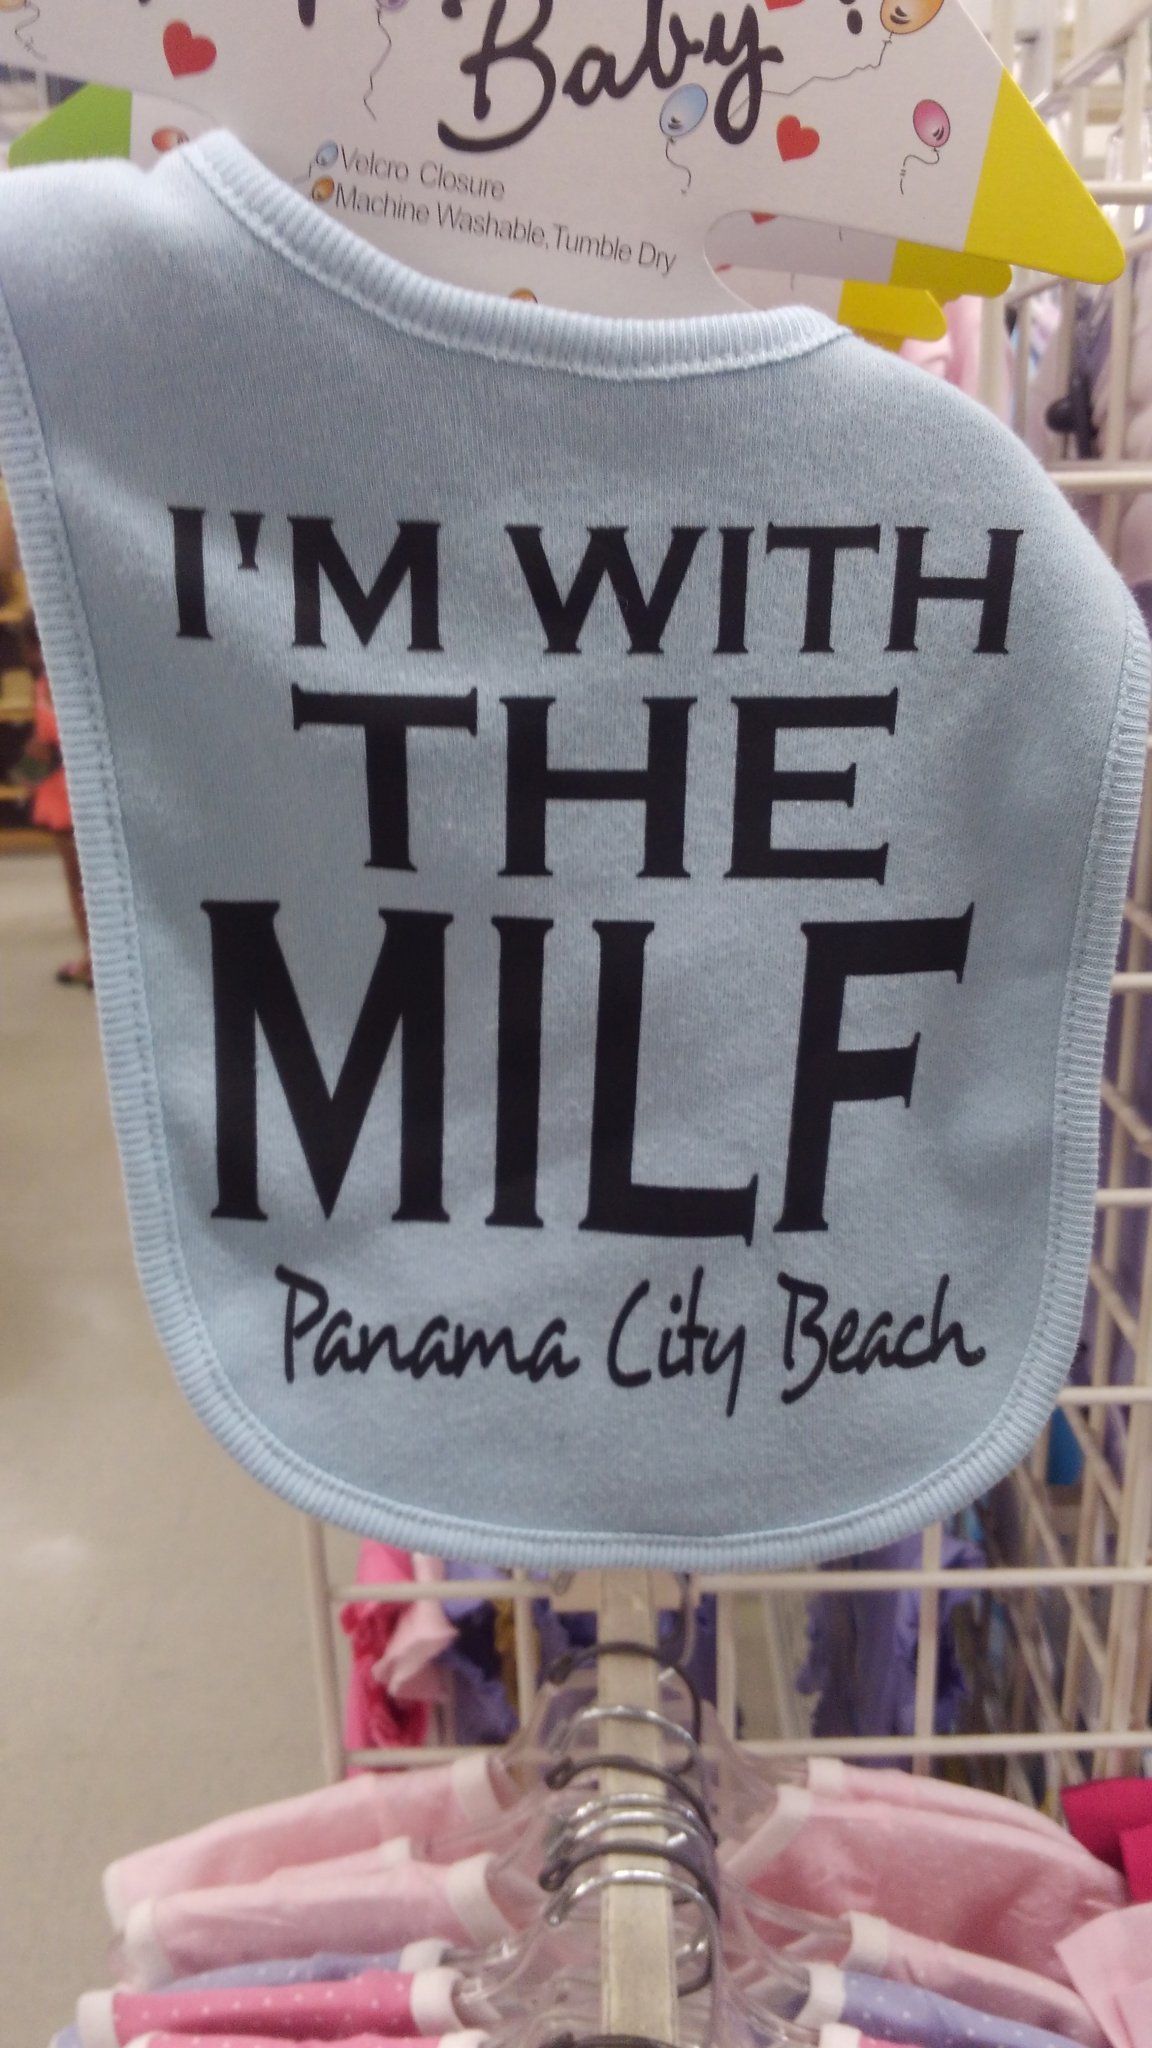 Baby
Velcro Closure
Machine Washable, Tumble Dry
I'M WITH
THE
MILF
Panama City Beach